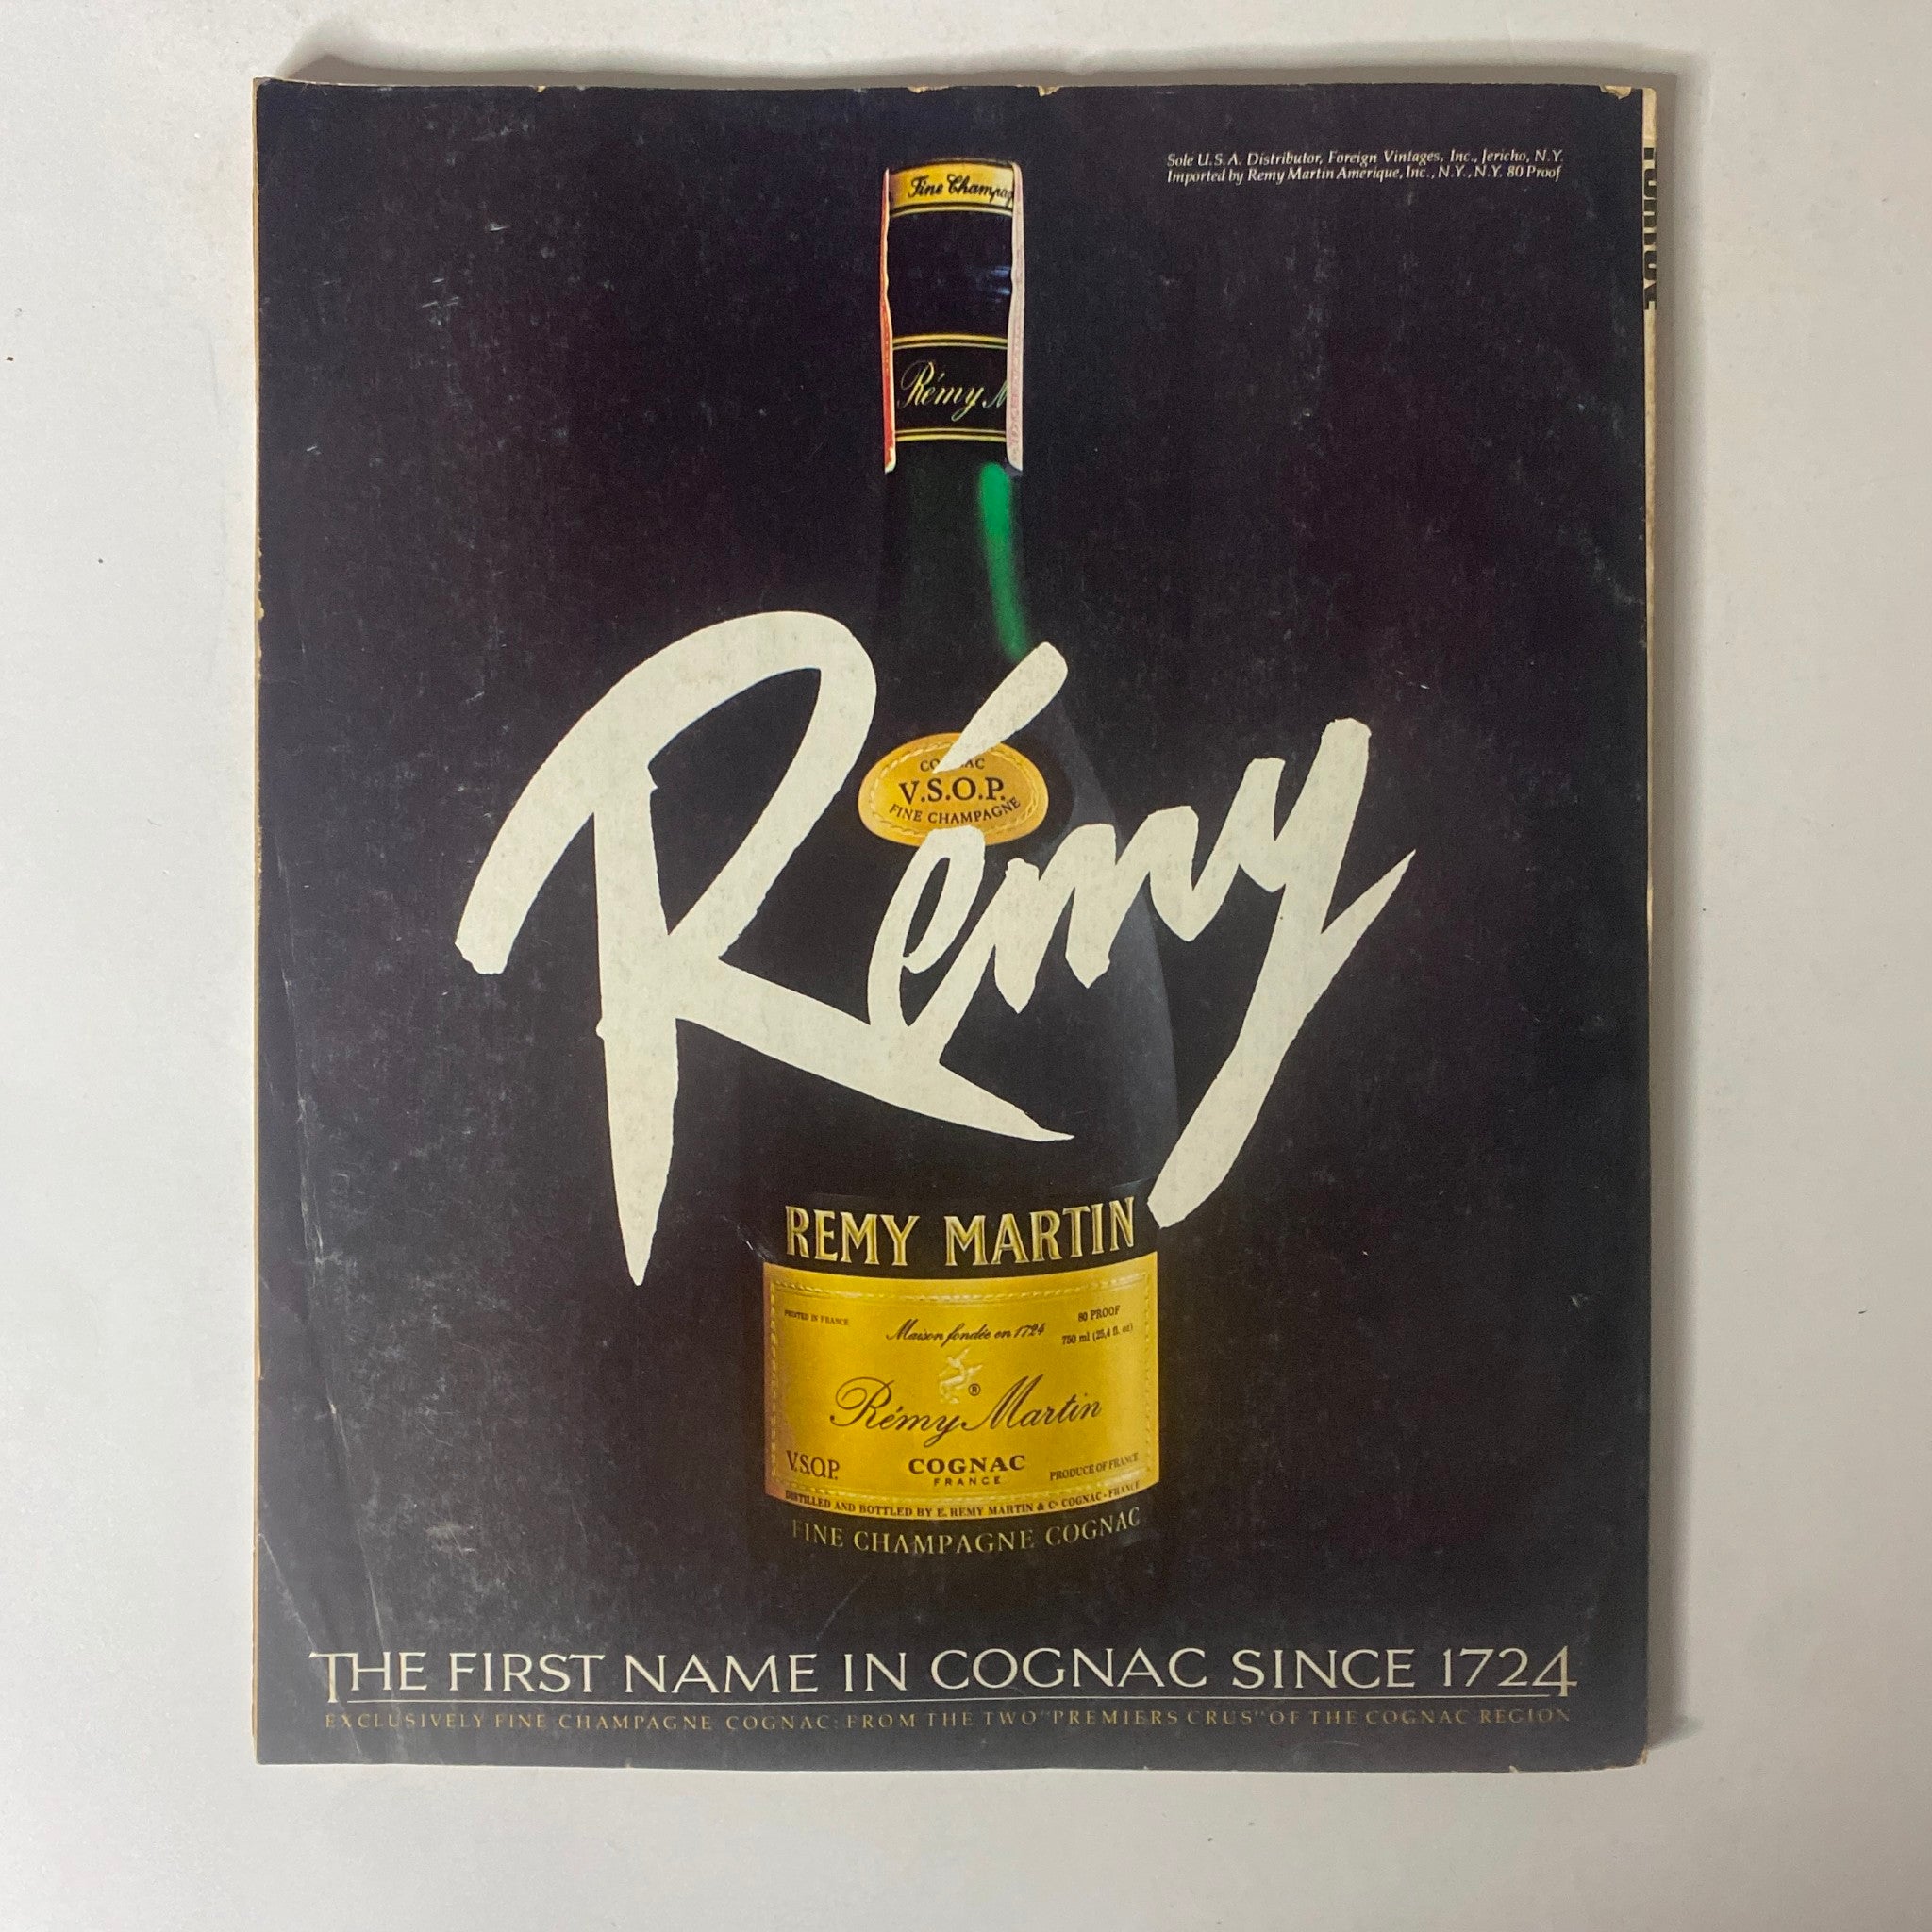 Sole U.S.A. Distributor, Foreign Vintages, Inc., Jericho, N.Y.
Imported by Remy Martin Amerique, Inc., N.Y., N.Y. 80 Proof
Fine Champag
Rémy M
Rémy
COGNAC
V.S.O.P.
FINE CHAMPAGNE
REMY MARTIN
PRINTED IN FRANCE
80 PROOF
Maison fondée en 1724
750 ml (25,4 fl. oz)
®
Rémy Martin
V.S.O.P.
COGNAC
FRANCE
PRODUCE OF FRANCE
DISTILLED AND BOTTLED BY E. REMY MARTIN & Co COGNAC - FRANCE
FINE CHAMPAGNE COGNAC
THE FIRST NAME IN COGNAC SINCE 1724
EXCLUSIVELY FINE CHAMPAGNE COGNAC: FROM THE TWO "PREMIERS CRUS" OF THE COGNAC REGION